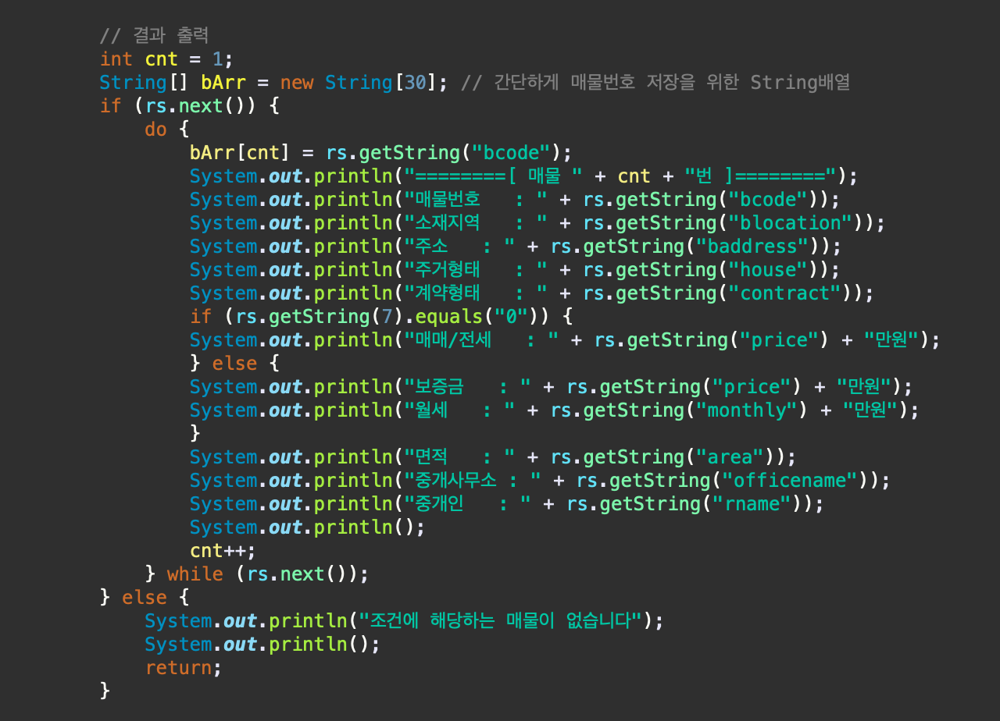 // 결과 출력
int cnt = 1;
String[] bArr = new String[30]; // 간단하게 매물번호 저장을 위한 String배열
if (rs.next()) {
    do {
        bArr[cnt] = rs.getString("bcode");
        System.out.println("========[ 매물 " + cnt + "번 ]========");
        System.out.println("매물번호   : " + rs.getString("bcode"));
        System.out.println("소재지역   : " + rs.getString("blocation"));
        System.out.println("주소   : " + rs.getString("baddress"));
        System.out.println("주거형태   : " + rs.getString("house"));
        System.out.println("계약형태   : " + rs.getString("contract"));
        if (rs.getString(7).equals("0")) {
        System.out.println("매매/전세   : " + rs.getString("price") + "만원");
        } else {
        System.out.println("보증금   : " + rs.getString("price") + "만원");
        System.out.println("월세   : " + rs.getString("monthly") + "만원");
        }
        System.out.println("면적   : " + rs.getString("area"));
        System.out.println("중개사무소 : " + rs.getString("officename"));
        System.out.println("중개인   : " + rs.getString("rname"));
        System.out.println();
        cnt++;
    } while (rs.next());
} else {
    System.out.println("조건에 해당하는 매물이 없습니다");
    System.out.println();
    return;
}